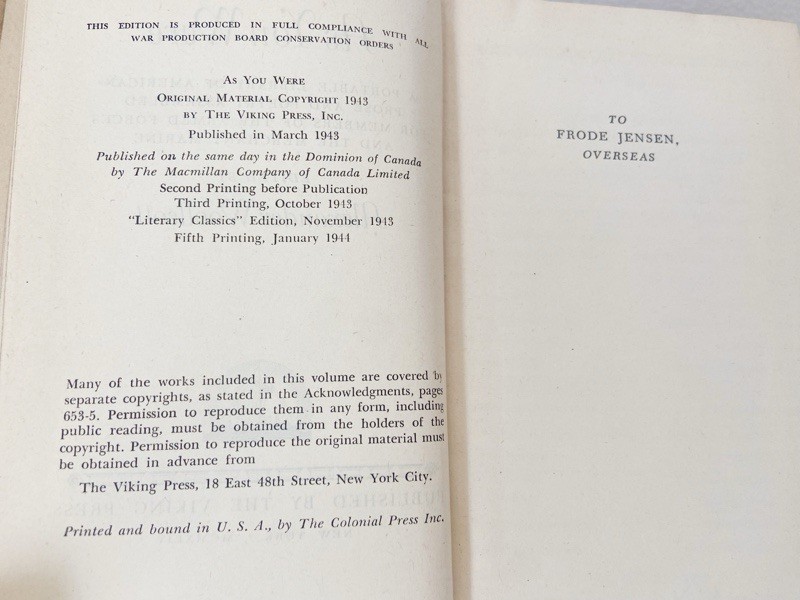 THIS EDITION IS PRODUCED IN FULL COMPLIANCE WITH ALL
WAR PRODUCTION BOARD CONSERVATION ORDERS
AS YOU WERE
ORIGINAL MATERIAL COPYRIGHT 1943
BY THE VIKING PRESS, INC.
Published in March 1943
Published on the same day in the Dominion of Canada
by The Macmillan Company of Canada Limited
Second Printing before Publication
Third Printing, October 1943
"Literary Classics" Edition, November 1943
Fifth Printing, January 1944
Many of the works included in this volume are covered by
separate copyrights, as stated in the Acknowledgments, pages
653-5. Permission to reproduce them in any form, including
public reading, must be obtained from the holders of the
copyright. Permission to reproduce the original material must
be obtained in advance from
The Viking Press, 18 East 48th Street, New York City.
Printed and bound in U. S. A., by The Colonial Press Inc.
TO
FRODE JENSEN,
OVERSEAS